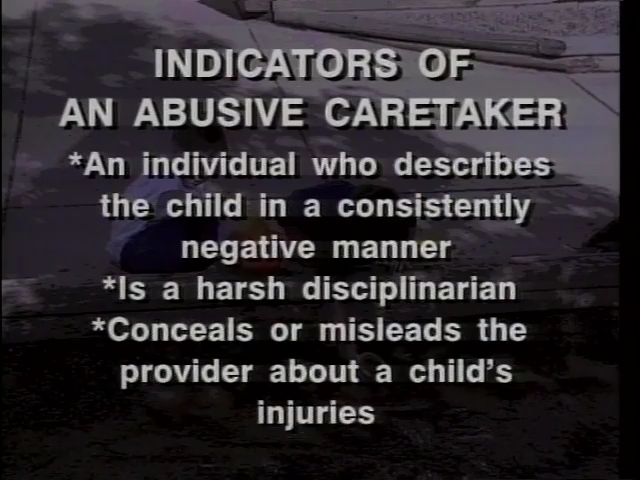 INDICATORS OF
AN ABUSIVE CARETAKER
*An individual who describes
the child in a consistently
negative manner
*Is a harsh disciplinarian
*Conceals or misleads the
provider about a child's
injuries